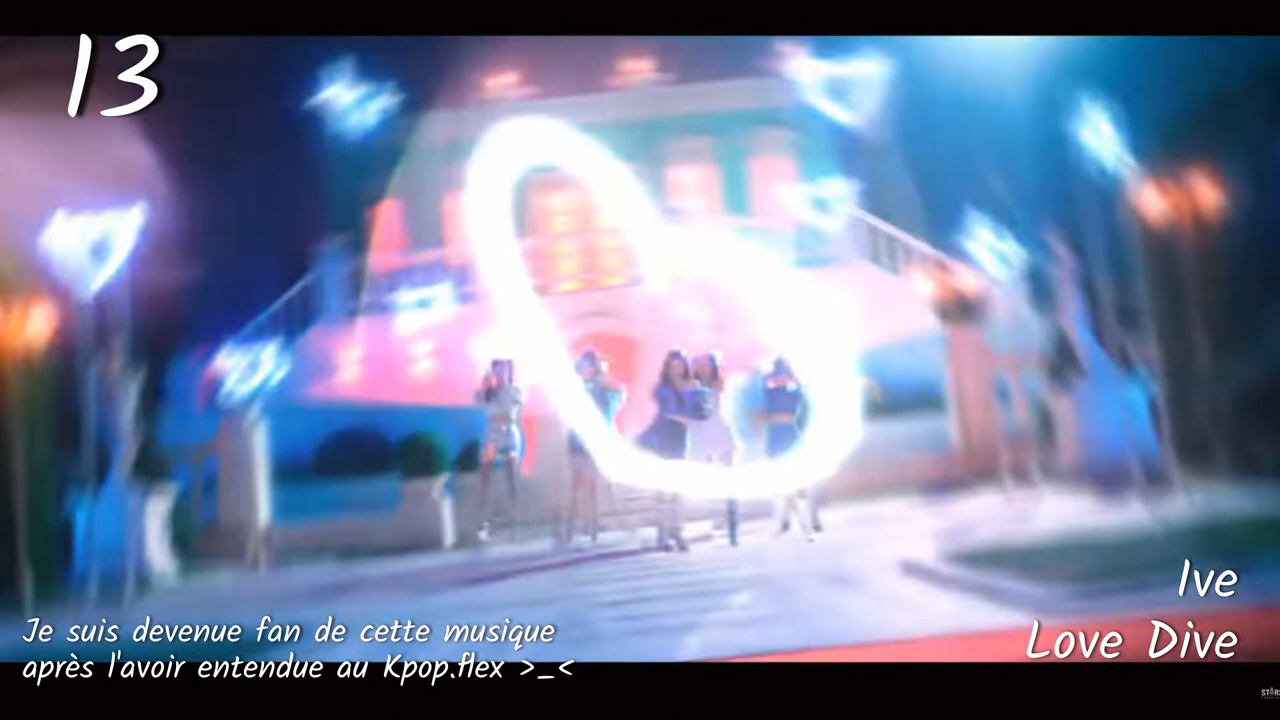 13
Ive
Love Dive
Je suis devenue fan de cette musique
après l'avoir entendue au Kpop.flex >_<